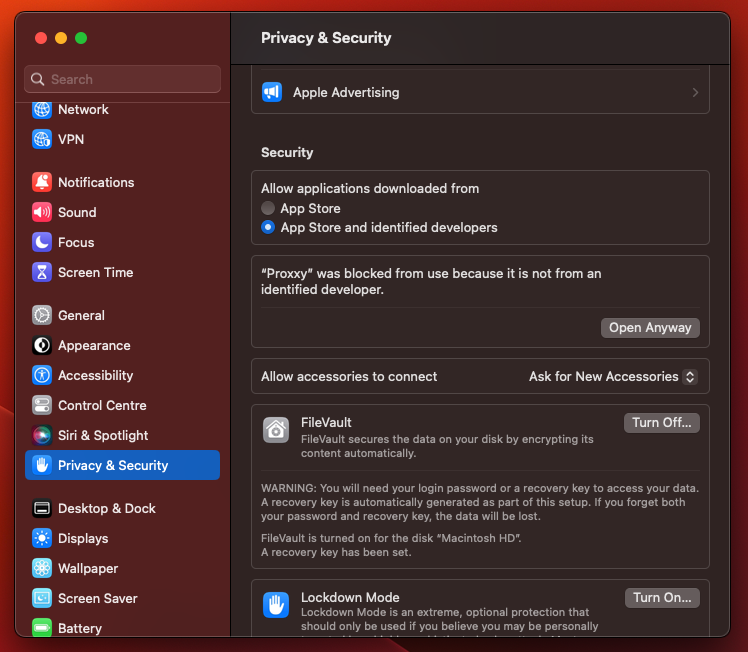 Privacy & Security
Search
Network
VPN
Notifications
Sound
Focus
Screen Time
General
Appearance
Accessibility
Control Centre
Siri & Spotlight
Privacy & Security
Desktop & Dock
Displays
Wallpaper
Screen Saver
Battery
Apple Advertising
Security
Allow applications downloaded from
App Store
App Store and identified developers
“Proxxy” was blocked from use because it is not from an
identified developer.
Open Anyway
Allow accessories to connect
Ask for New Accessories
FileVault
Turn Off...
FileVault secures the data on your disk by encrypting its
content automatically.
WARNING: You will need your login password or a recovery key to access your data.
A recovery key is automatically generated as part of this setup. If you forget both
your password and recovery key, the data will be lost.
FileVault is turned on for the disk “Macintosh HD”.
A recovery key has been set.
Lockdown Mode
Turn On...
Lockdown Mode is an extreme, optional protection that
should only be used if you believe you may be personally